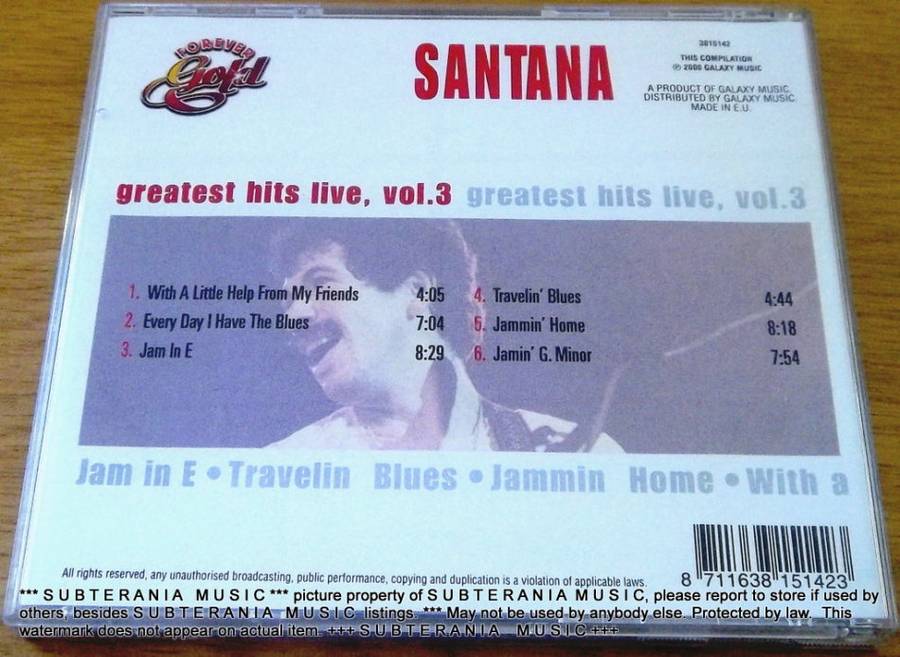 FOREVER
Gold
SANTANA
3815142
THIS COMPILATION
℗ 2000 GALAXY MUSIC
A PRODUCT OF GALAXY MUSIC.
DISTRIBUTED BY GALAXY MUSIC.
MADE IN E.U.
greatest hits live, vol.3 greatest hits live, vol.3
1. With A Little Help From My Friends 4:05
2. Every Day I Have The Blues 7:04
3. Jam In E 8:29
4. Travelin' Blues 4:44
5. Jammin' Home 8:18
6. Jamin' G. Minor 7:54
Jam in E • Travelin Blues • Jammin Home • With a
All rights reserved, any unauthorised broadcasting, public performance, copying and duplication is a violation of applicable laws.
8 711638 151423
*** S U B T E R A N I A M U S I C *** picture property of S U B T E R A N I A M U S I C, please report to store if used by
others, besides S U B T E R A N I A M U S I C listings. *** May not be used by anybody else. Protected by law. This
watermark does not appear on actual item. +++ S U B T E R A N I A M U S I C +++